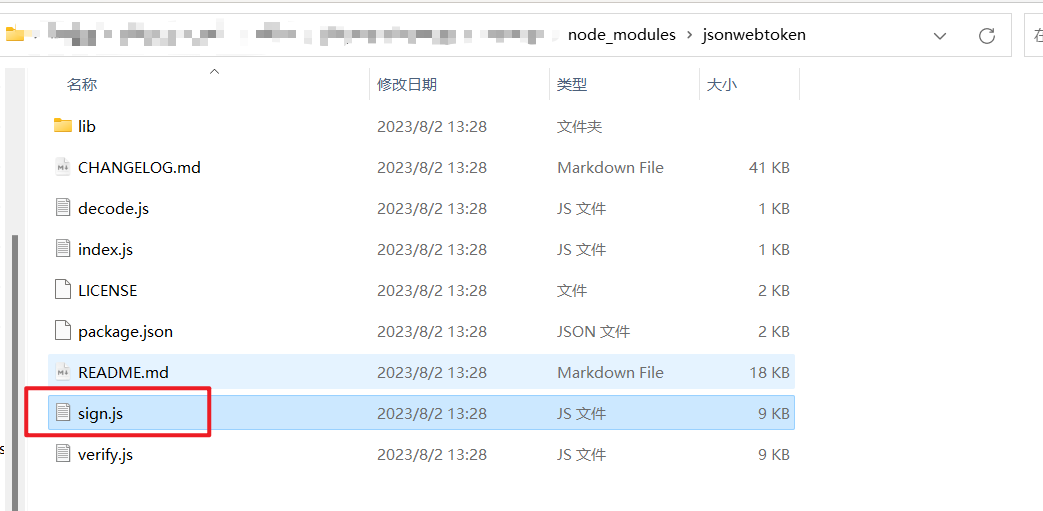 node_modules › jsonwebtoken 在
名称 修改日期 类型 大小
lib 2023/8/2 13:28 文件夹
CHANGELOG.md 2023/8/2 13:28 Markdown File 41 KB
decode.js 2023/8/2 13:28 JS 文件 1 KB
index.js 2023/8/2 13:28 JS 文件 1 KB
LICENSE 2023/8/2 13:28 文件 2 KB
package.json 2023/8/2 13:28 JSON 文件 2 KB
README.md 2023/8/2 13:28 Markdown File 18 KB
sign.js 2023/8/2 13:28 JS 文件 9 KB
verify.js 2023/8/2 13:28 JS 文件 9 KB